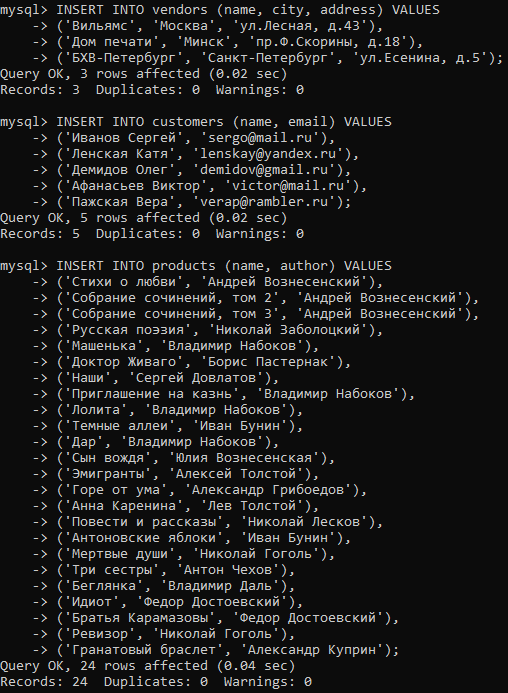 mysql> INSERT INTO vendors (name, city, address) VALUES
    -> ('Вильямс', 'Москва', 'ул.Лесная, д.43'),
    -> ('Дом печати', 'Минск', 'пр.Ф.Скорины, д.18'),
    -> ('БХВ-Петербург', 'Санкт-Петербург', 'ул.Есенина, д.5');
Query OK, 3 rows affected (0.02 sec)
Records: 3  Duplicates: 0  Warnings: 0

mysql> INSERT INTO customers (name, email) VALUES
    -> ('Иванов Сергей', 'sergo@mail.ru'),
    -> ('Ленская Катя', 'lenskay@yandex.ru'),
    -> ('Демидов Олег', 'demidov@gmail.ru'),
    -> ('Афанасьев Виктор', 'victor@mail.ru'),
    -> ('Пажская Вера', 'verap@rambler.ru');
Query OK, 5 rows affected (0.02 sec)
Records: 5  Duplicates: 0  Warnings: 0

mysql> INSERT INTO products (name, author) VALUES
    -> ('Стихи о любви', 'Андрей Вознесенский'),
    -> ('Собрание сочинений, том 2', 'Андрей Вознесенский'),
    -> ('Собрание сочинений, том 3', 'Андрей Вознесенский'),
    -> ('Русская поэзия', 'Николай Заболоцкий'),
    -> ('Машенька', 'Владимир Набоков'),
    -> ('Доктор Живаго', 'Борис Пастернак'),
    -> ('Наши', 'Сергей Довлатов'),
    -> ('Приглашение на казнь', 'Владимир Набоков'),
    -> ('Лолита', 'Владимир Набоков'),
    -> ('Темные аллеи', 'Иван Бунин'),
    -> ('Дар', 'Владимир Набоков'),
    -> ('Сын вождя', 'Юлия Вознесенская'),
    -> ('Эмигранты', 'Алексей Толстой'),
    -> ('Горе от ума', 'Александр Грибоедов'),
    -> ('Анна Каренина', 'Лев Толстой'),
    -> ('Повести и рассказы', 'Николай Лесков'),
    -> ('Антоновские яблоки', 'Иван Бунин'),
    -> ('Мертвые души', 'Николай Гоголь'),
    -> ('Три сестры', 'Антон Чехов'),
    -> ('Беглянка', 'Владимир Даль'),
    -> ('Идиот', 'Федор Достоевский'),
    -> ('Братья Карамазовы', 'Федор Достоевский'),
    -> ('Ревизор', 'Николай Гоголь'),
    -> ('Гранатовый браслет', 'Александр Куприн');
Query OK, 24 rows affected (0.04 sec)
Records: 24  Duplicates: 0  Warnings: 0